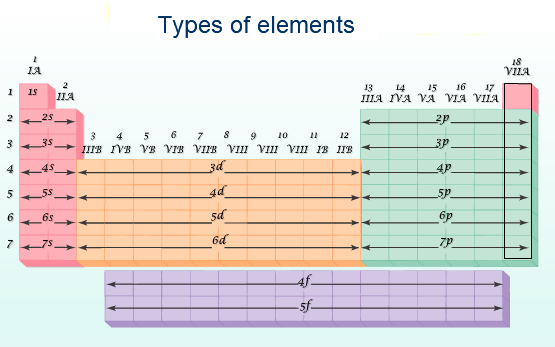 Types of elements
1
IA
18
VIIA
2
IIA
13 14 15 16 17
IIIA IVA VA VIA VIIA
3 4 5 6 7 8 9 10 11 12
IIIB IVB VB VIB VIIB VIII VIII VIII IB IIB
1 1s
2 2s 2p
3 3s 3p
4 4s 3d 4p
5 5s 4d 5p
6 6s 5d 6p
7 7s 6d 7p
4f
5f